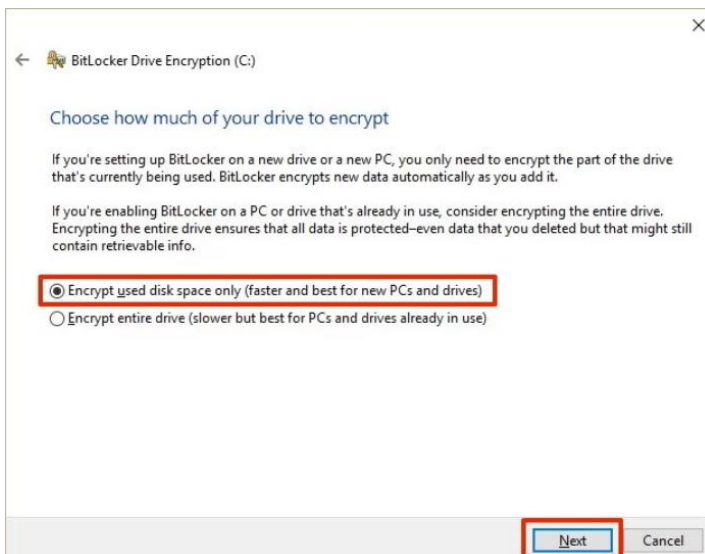 BitLocker Drive Encryption (C:)
Choose how much of your drive to encrypt
If you're setting up BitLocker on a new drive or a new PC, you only need to encrypt the part of the drive
that's currently being used. BitLocker encrypts new data automatically as you add it.
If you're enabling BitLocker on a PC or drive that's already in use, consider encrypting the entire drive.
Encrypting the entire drive ensures that all data is protected–even data that you deleted but that might still
contain retrievable info.
Encrypt used disk space only (faster and best for new PCs and drives)
Encrypt entire drive (slower but best for PCs and drives already in use)
Next Cancel